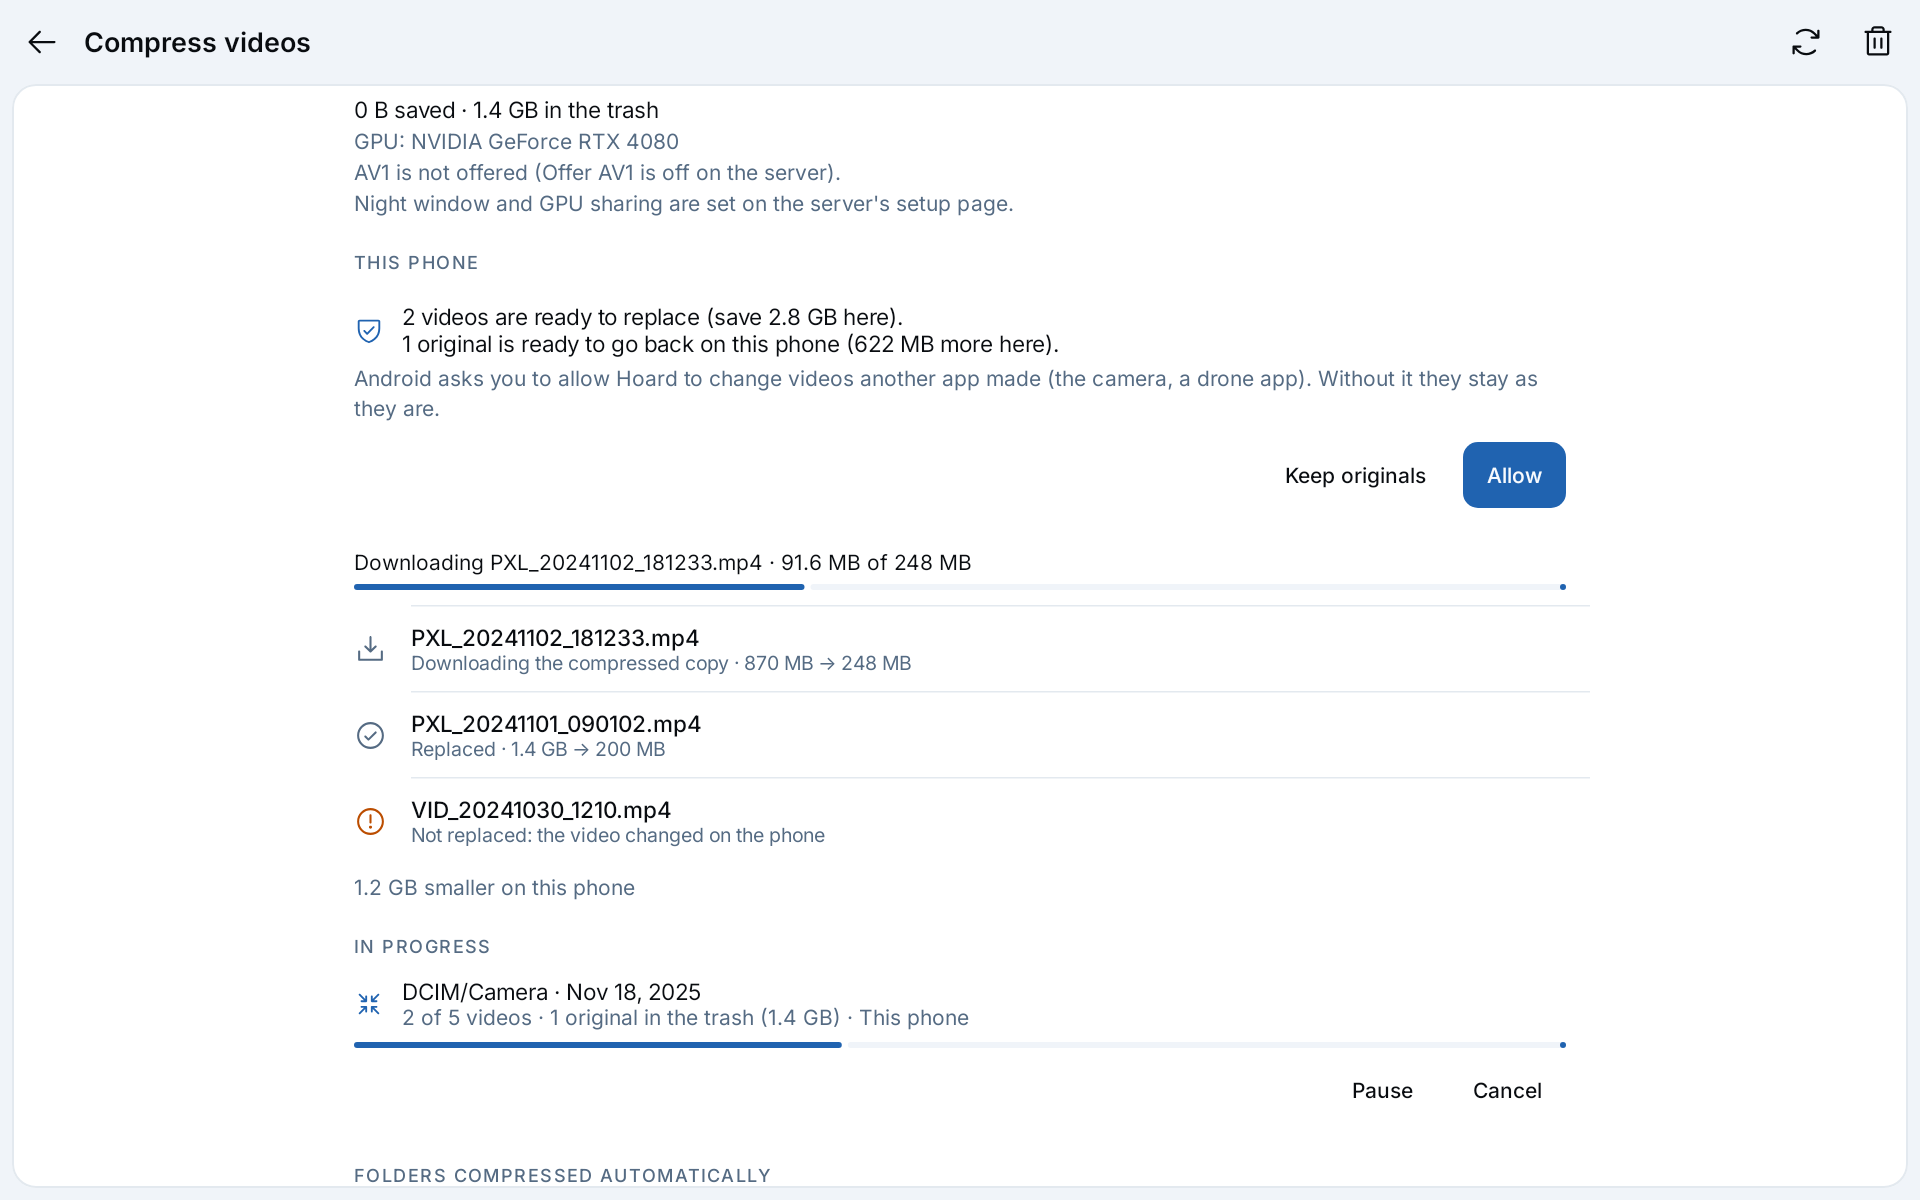 Compress videos
0 B saved · 1.4 GB in the trash
GPU: NVIDIA GeForce RTX 4080
AV1 is not offered (Offer AV1 is off on the server).
Night window and GPU sharing are set on the server's setup page.
THIS PHONE
2 videos are ready to replace (save 2.8 GB here).
1 original is ready to go back on this phone (622 MB more here).
Android asks you to allow Hoard to change videos another app made (the camera, a drone app). Without it they stay as
they are.
Keep originals
Allow
Downloading PXL_20241102_181233.mp4 · 91.6 MB of 248 MB
PXL_20241102_181233.mp4
Downloading the compressed copy · 870 MB → 248 MB
PXL_20241101_090102.mp4
Replaced · 1.4 GB → 200 MB
VID_20241030_1210.mp4
Not replaced: the video changed on the phone
1.2 GB smaller on this phone
IN PROGRESS
DCIM/Camera · Nov 18, 2025
2 of 5 videos · 1 original in the trash (1.4 GB) · This phone
Pause
Cancel
FOLDERS COMPRESSED AUTOMATICALLY